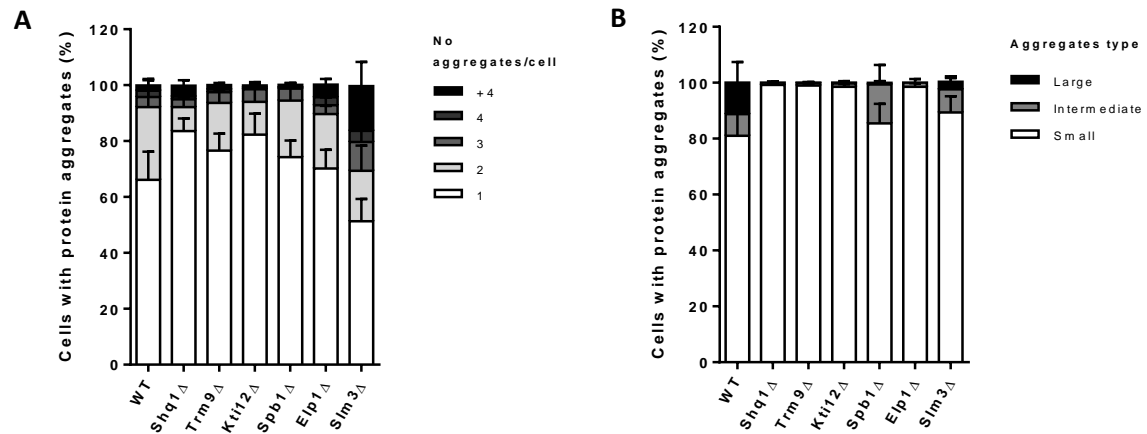 A
Cells with protein aggregates (%)
120
100
80
60
40
20
0
WT
Shq1Δ
Trm9Δ
Kti12Δ
Spb1Δ
Elp1Δ
Slm3Δ
No
aggregates/cell
+4
4
3
2
1
B
Cells with protein aggregates (%)
120
100
80
60
40
20
0
WT
Shq1Δ
Trm9Δ
Kti12Δ
Spb1Δ
Elp1Δ
Slm3Δ
Aggregates type
Large
Intermediate
Small